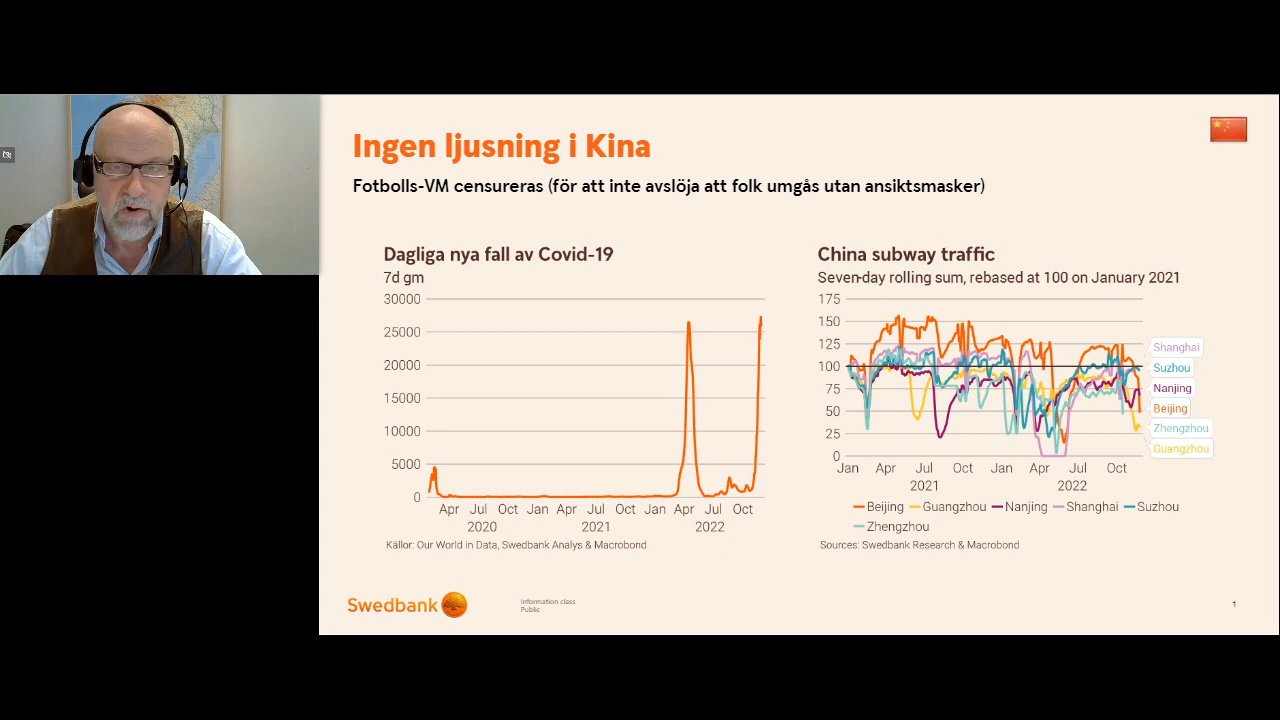 Ingen ljusning i Kina
Fotbolls-VM censureras (för att inte avslöja att folk umgås utan ansiktsmasker)
Dagliga nya fall av Covid-19
7d gm
30000
25000
20000
15000
10000
5000
0
Apr Jul Oct Jan Apr Jul Oct Jan Apr Jul Oct
2020 2021 2022
Källor: Our World in Data, Swedbank Analys & Macrobond
China subway traffic
Seven-day rolling sum, rebased at 100 on January 2021
175
150
125
100
75
50
25
0
Shanghai
Suzhou
Nanjing
Beijing
Zhengzhou
Guangzhou
Jan Apr Jul Oct Jan Apr Jul Oct
2021 2022
Beijing Guangzhou Nanjing Shanghai Suzhou
Zhengzhou
Sources: Swedbank Research & Macrobond
Swedbank
Information class
Public
1